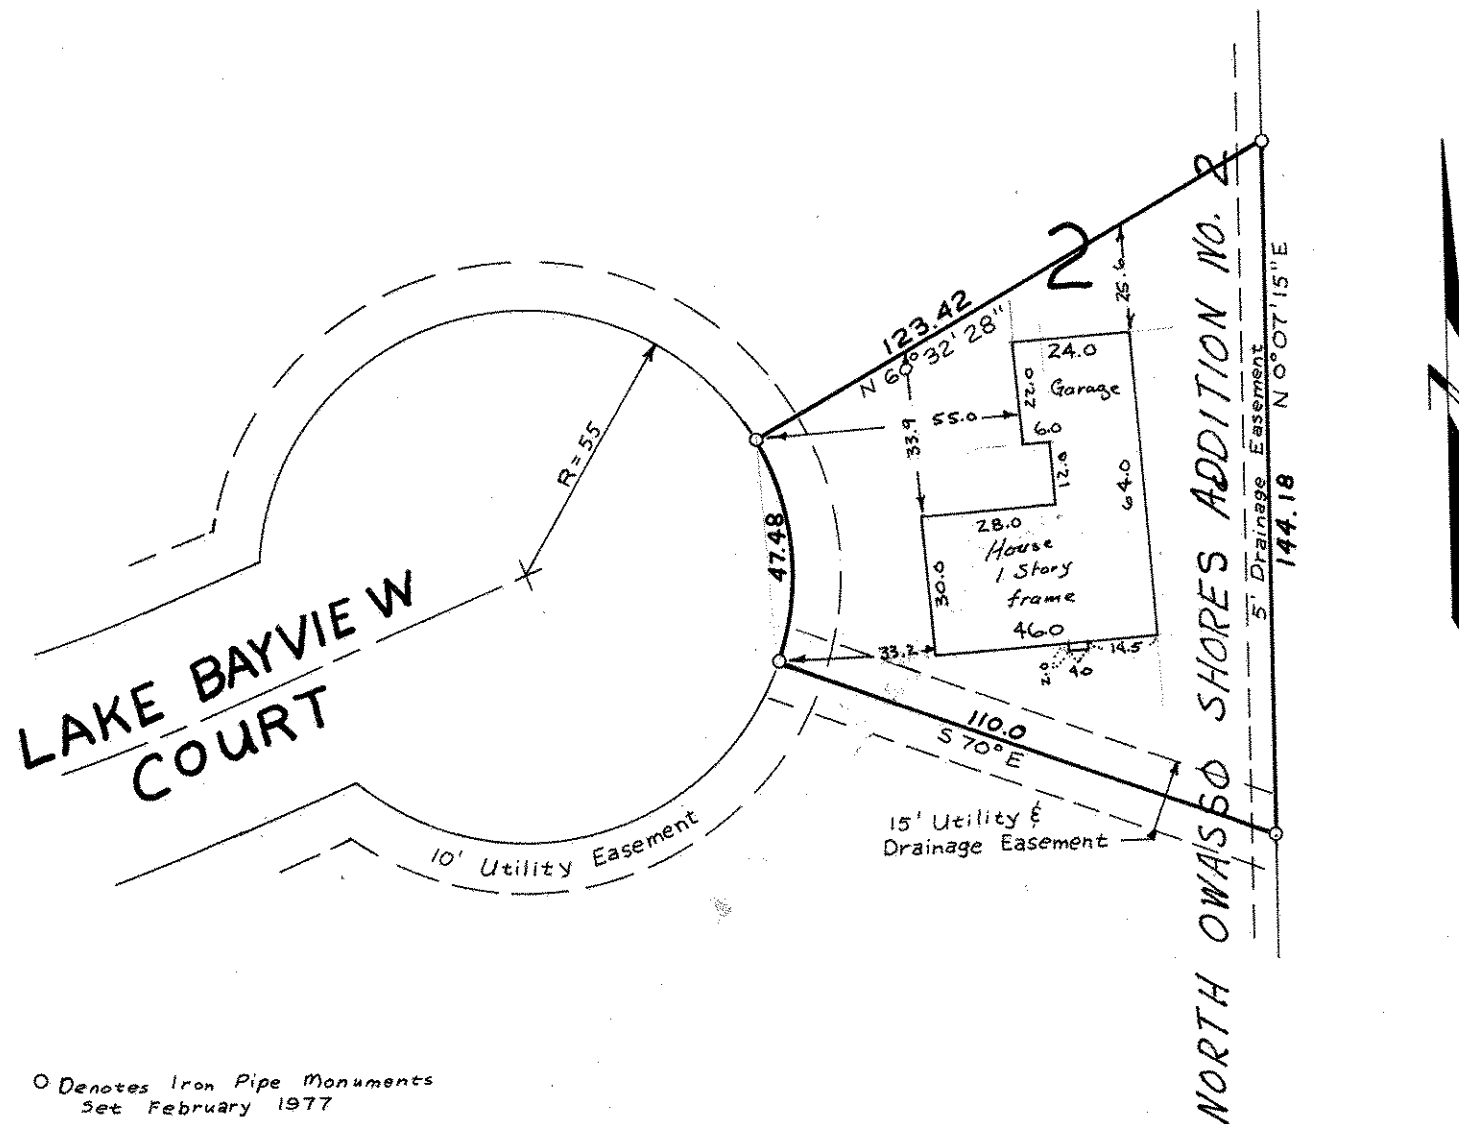 LAKE BAYVIEW
COURT
R=55
10' Utility Easement
47.48
123.42
N 60°32'28"
2
25.6
24.0
Garage
22.0
55.0
6.0
33.9
12.0
64.0
28.0
House
1 Story
frame
30.0
46.0
33.2
14.5
2.0
4.0
110.0
S 70° E
15' Utility &
Drainage Easement
NORTH OWASSO SHORES ADDITION NO. 2
5' Drainage Easement
144.18
N 0°07'15"E
O Denotes Iron Pipe Monuments
Set February 1977